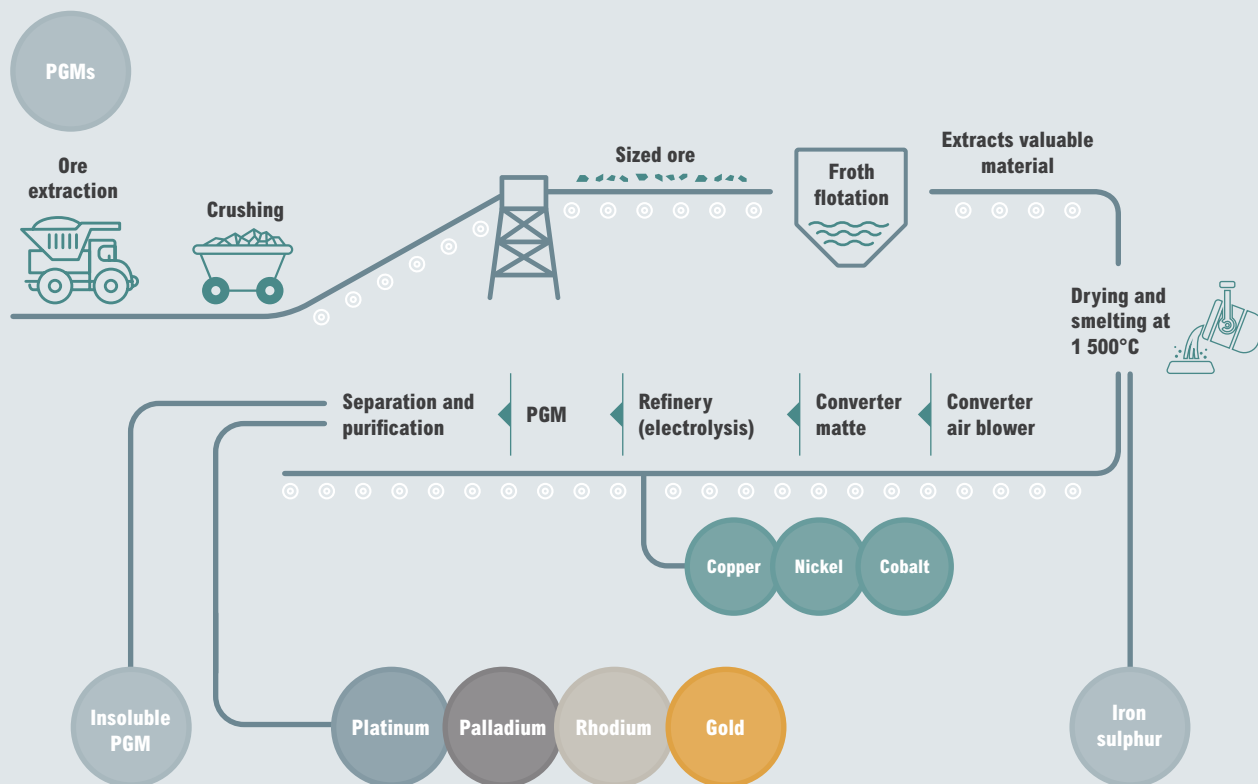 PGMs
Ore
extraction
Crushing
Sized ore
Froth
flotation
Extracts valuable
material
Drying and
smelting at
1 500°C
Separation and
purification
PGM
Refinery
(electrolysis)
Converter
matte
Converter
air blower
Copper
Nickel
Cobalt
Insoluble
PGM
Platinum
Palladium
Rhodium
Gold
Iron
sulphur